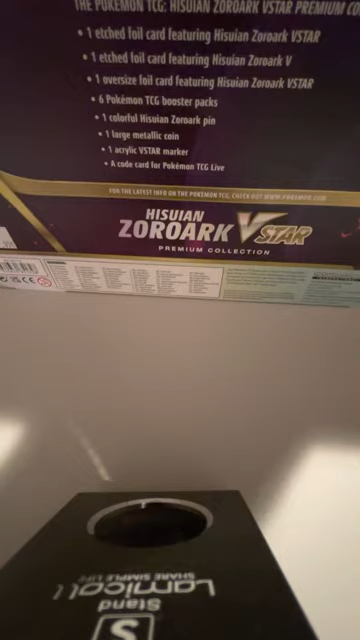 THE POKÉMON TCG: HISUIAN ZOROARK VSTAR PREMIUM CO
• 1 etched foil card featuring Hisuian Zoroark VSTAR
• 1 etched foil card featuring Hisuian Zoroark V
• 1 oversize foil card featuring Hisuian Zoroark VSTAR
• 6 Pokémon TCG booster packs
• 1 colorful Hisuian Zoroark pin
• 1 large metallic coin
• 1 acrylic VSTAR marker
• A code card for Pokémon TCG Live
FOR THE LATEST INFO ON THE POKÉMON TCG, CHECK OUT WWW.POKEMON.COM
HISUIAN
ZOROARK VSTAR
PREMIUM COLLECTION
CE
S
Stand
Lamicall
SHARE SIMPLE LIFE